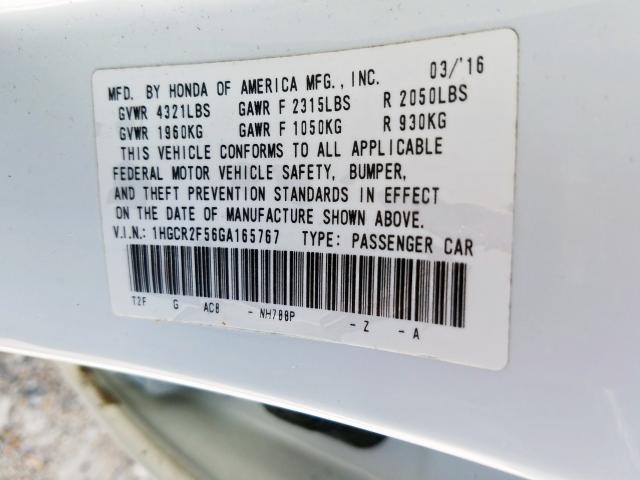 MFD. BY HONDA OF AMERICA MFG., INC. 03/'16
GVWR 4321LBS GAWR F 2315LBS R 2050LBS
GVWR 1960KG GAWR F 1050KG R 930KG
THIS VEHICLE CONFORMS TO ALL APPLICABLE
FEDERAL MOTOR VEHICLE SAFETY, BUMPER,
AND THEFT PREVENTION STANDARDS IN EFFECT
ON THE DATE OF MANUFACTURE SHOWN ABOVE.
V.I.N.: 1HGCR2F56GA165767 TYPE: PASSENGER CAR
T2F G AC8 - NH788P - Z - A